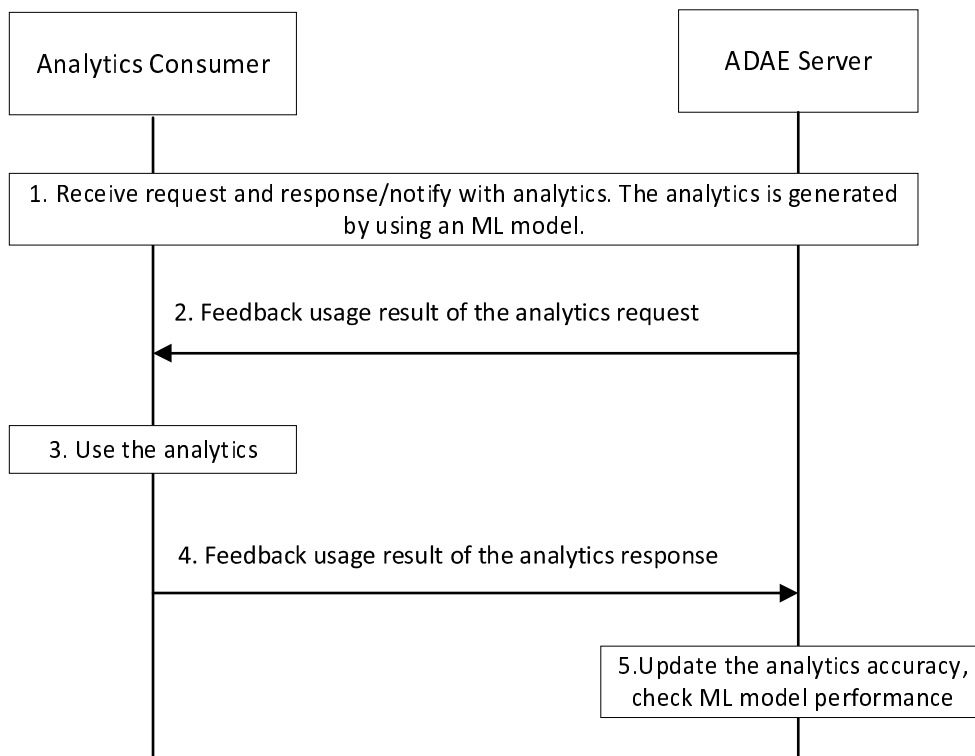 Analytics Consumer
ADAE Server
1. Receive request and response/notify with analytics. The analytics is generated
by using an ML model.
2. Feedback usage result of the analytics request
3. Use the analytics
4. Feedback usage result of the analytics response
5.Update the analytics accuracy,
check ML model performance